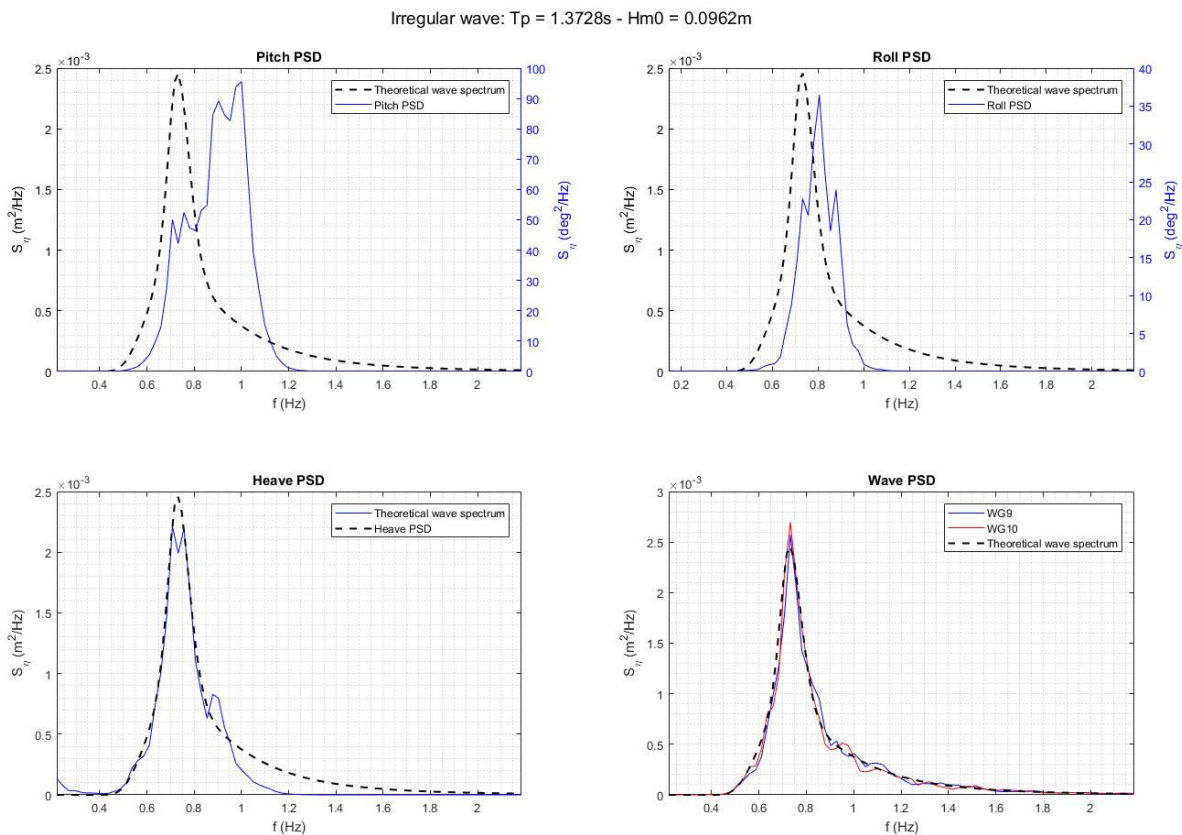 Irregular wave: Tp = 1.3728s - Hm0 = 0.0962m
Pitch PSD
×10^-3
2.5
2
1.5
1
0.5
0
S_η (m^2/Hz)
0.4 0.6 0.8 1 1.2 1.4 1.6 1.8 2
f (Hz)
100
90
80
70
60
50
40
30
20
10
0
S_η (deg^2/Hz)
Theoretical wave spectrum
Pitch PSD
Roll PSD
×10^-3
2.5
2
1.5
1
0.5
0
S_η (m^2/Hz)
0.2 0.4 0.6 0.8 1 1.2 1.4 1.6 1.8 2
f (Hz)
40
35
30
25
20
15
10
5
0
S_η (deg^2/Hz)
Theoretical wave spectrum
Roll PSD
Heave PSD
×10^-3
2.5
2
1.5
1
0.5
0
S_η (m^2/Hz)
0.4 0.6 0.8 1 1.2 1.4 1.6 1.8 2
f (Hz)
Theoretical wave spectrum
Heave PSD
Wave PSD
×10^-3
3
2.5
2
1.5
1
0.5
0
S_η (m^2/Hz)
0.4 0.6 0.8 1 1.2 1.4 1.6 1.8 2
f (Hz)
WG9
WG10
Theoretical wave spectrum